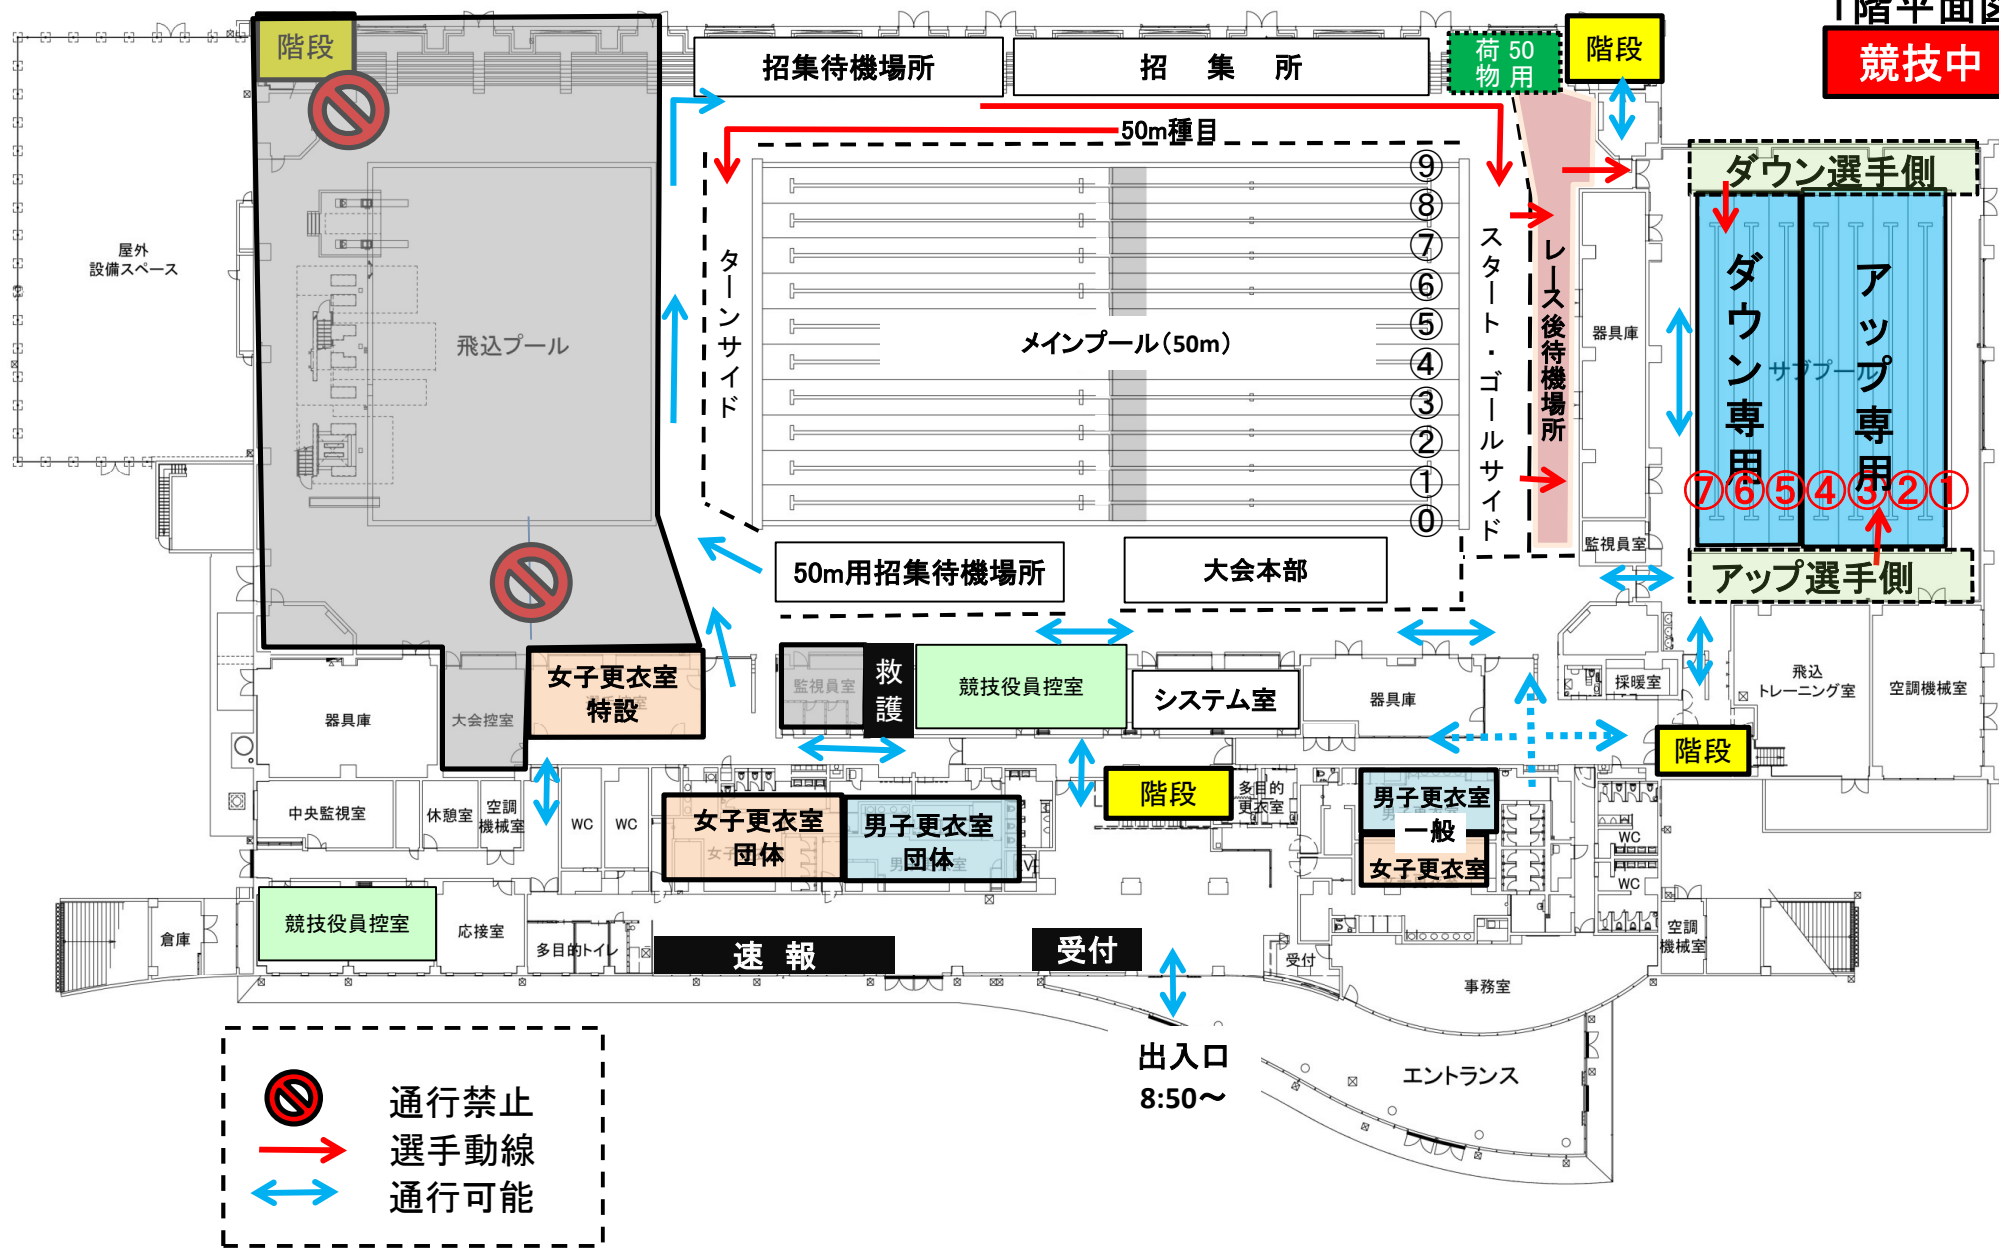 1階平面図
競技中
階段
招集待機場所
招 集 所
荷 50
物 用
階段
50m種目
ダウン選手側
屋外
設備スペース
飛込プール
ターンサイド
メインプール(50m)
⑨
⑧
⑦
⑥
⑤
④
③
②
①
⓪
スタート・ゴールサイド
レース後待機場所
器具庫
ダウン専用
サブプール
アップ専用
⑦⑥⑤④③②①
監視員室
アップ選手側
50m用招集待機場所
大会本部
器具庫
大会控室
女子更衣室
特設
監視員室
救護
競技役員控室
システム室
器具庫
採暖室
飛込
トレーニング室
空調機械室
階段
中央監視室
休憩室
空調
機械室
WC
WC
女子更衣室
団体
男子更衣室
団体
階段
多目的
更衣室
男子更衣室
一般
女子更衣室
WC
WC
競技役員控室
倉庫
応接室
多目的トイレ
速 報
受付
受付
事務室
空調
機械室
出入口
8:50～
エントランス
通行禁止
選手動線
通行可能